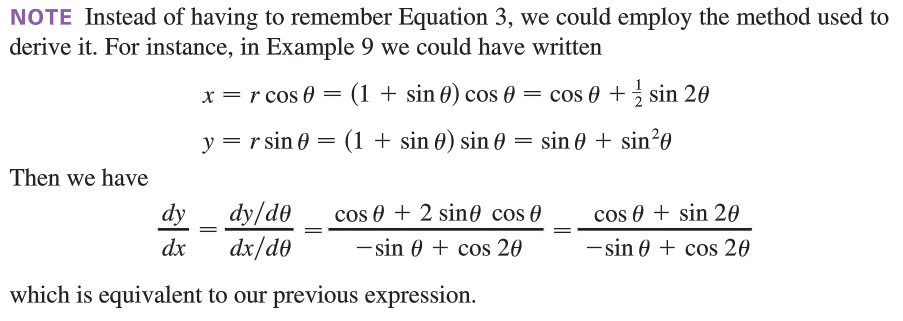 NOTE Instead of having to remember Equation 3, we could employ the method used to
derive it. For instance, in Example 9 we could have written
x = r cos θ = (1 + sin θ) cos θ = cos θ + ½ sin 2θ
y = r sin θ = (1 + sin θ) sin θ = sin θ + sin²θ
Then we have
dy/dx = (dy/dθ)/(dx/dθ) = (cos θ + 2 sin θ cos θ)/(−sin θ + cos 2θ) = (cos θ + sin 2θ)/(−sin θ + cos 2θ)
which is equivalent to our previous expression.